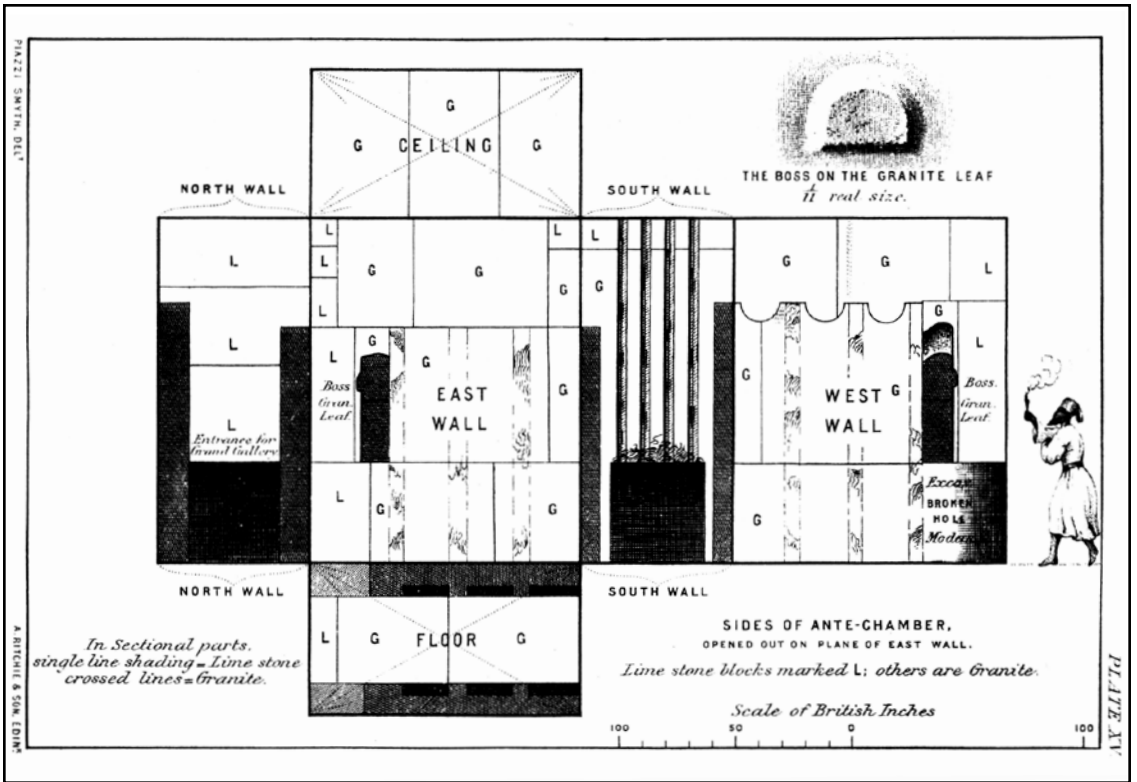 PIAZZI SMYTH, DELT
G
G CEILING G
THE BOSS ON THE GRANITE LEAF
1/11 real size.
NORTH WALL
SOUTH WALL
L
L
L
L
G
G
L
L
G
G
G
G
G
L
L
L
L
Entrance for
Grand Gallery
L
Boss
Gran.
Leaf.
G
G
EAST
WALL
G
G
WEST
WALL
G
G
L
Boss.
Gran.
Leaf.
L
G
G
G
BROKEN
HOLE
NORTH WALL
SOUTH WALL
L G FLOOR G
In Sectional parts,
single line shading = Lime stone
crossed lines = Granite.
SIDES OF ANTE-CHAMBER,
OPENED OUT ON PLANE OF EAST WALL.
Lime stone blocks marked L; others are Granite.
Scale of British Inches
100 50 0 100
A. RITCHIE & SON, EDINR
PLATE XV